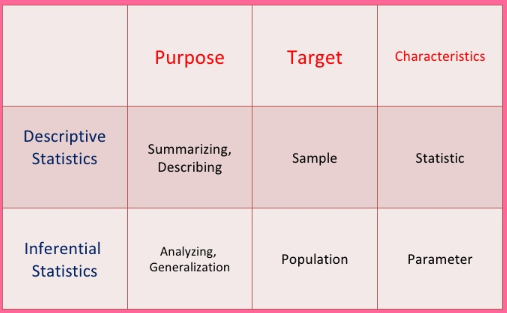 Purpose
Target
Characteristics
Descriptive
Statistics
Summarizing,
Describing
Sample
Statistic
Inferential
Statistics
Analyzing,
Generalization
Population
Parameter